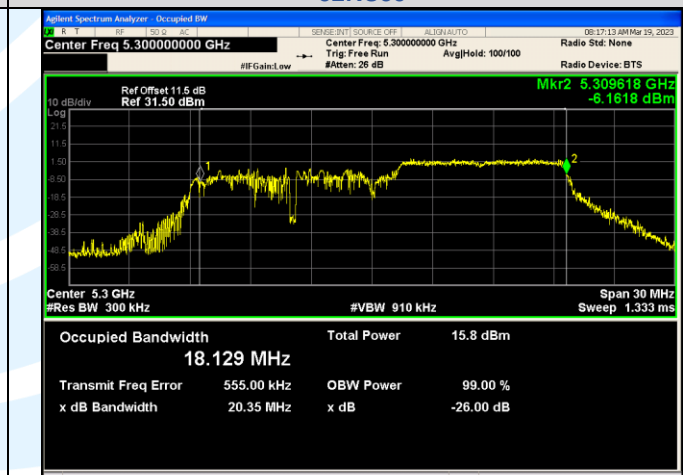 Agilent Spectrum Analyzer - Occupied BW
R T RF 50 Ω AC SENSE:INT SOURCE OFF ALIGNAUTO 08:17:13 AM Mar 19, 2023
Center Freq 5.300000000 GHz Center Freq: 5.300000000 GHz Radio Std: None
Trig: Free Run Avg|Hold: 100/100
#IFGain:Low #Atten: 26 dB Radio Device: BTS
Ref Offset 11.5 dB Mkr2 5.309618 GHz
10 dB/div Ref 31.50 dBm -6.1618 dBm
Log
21.5
11.5
1.50
-8.50
-18.5
-28.5
-38.5
-48.5
-58.5
1
2
Center 5.3 GHz Span 30 MHz
#Res BW 300 kHz #VBW 910 kHz Sweep 1.333 ms
Occupied Bandwidth Total Power 15.8 dBm
18.129 MHz
Transmit Freq Error 555.00 kHz OBW Power 99.00 %
x dB Bandwidth 20.35 MHz x dB -26.00 dB